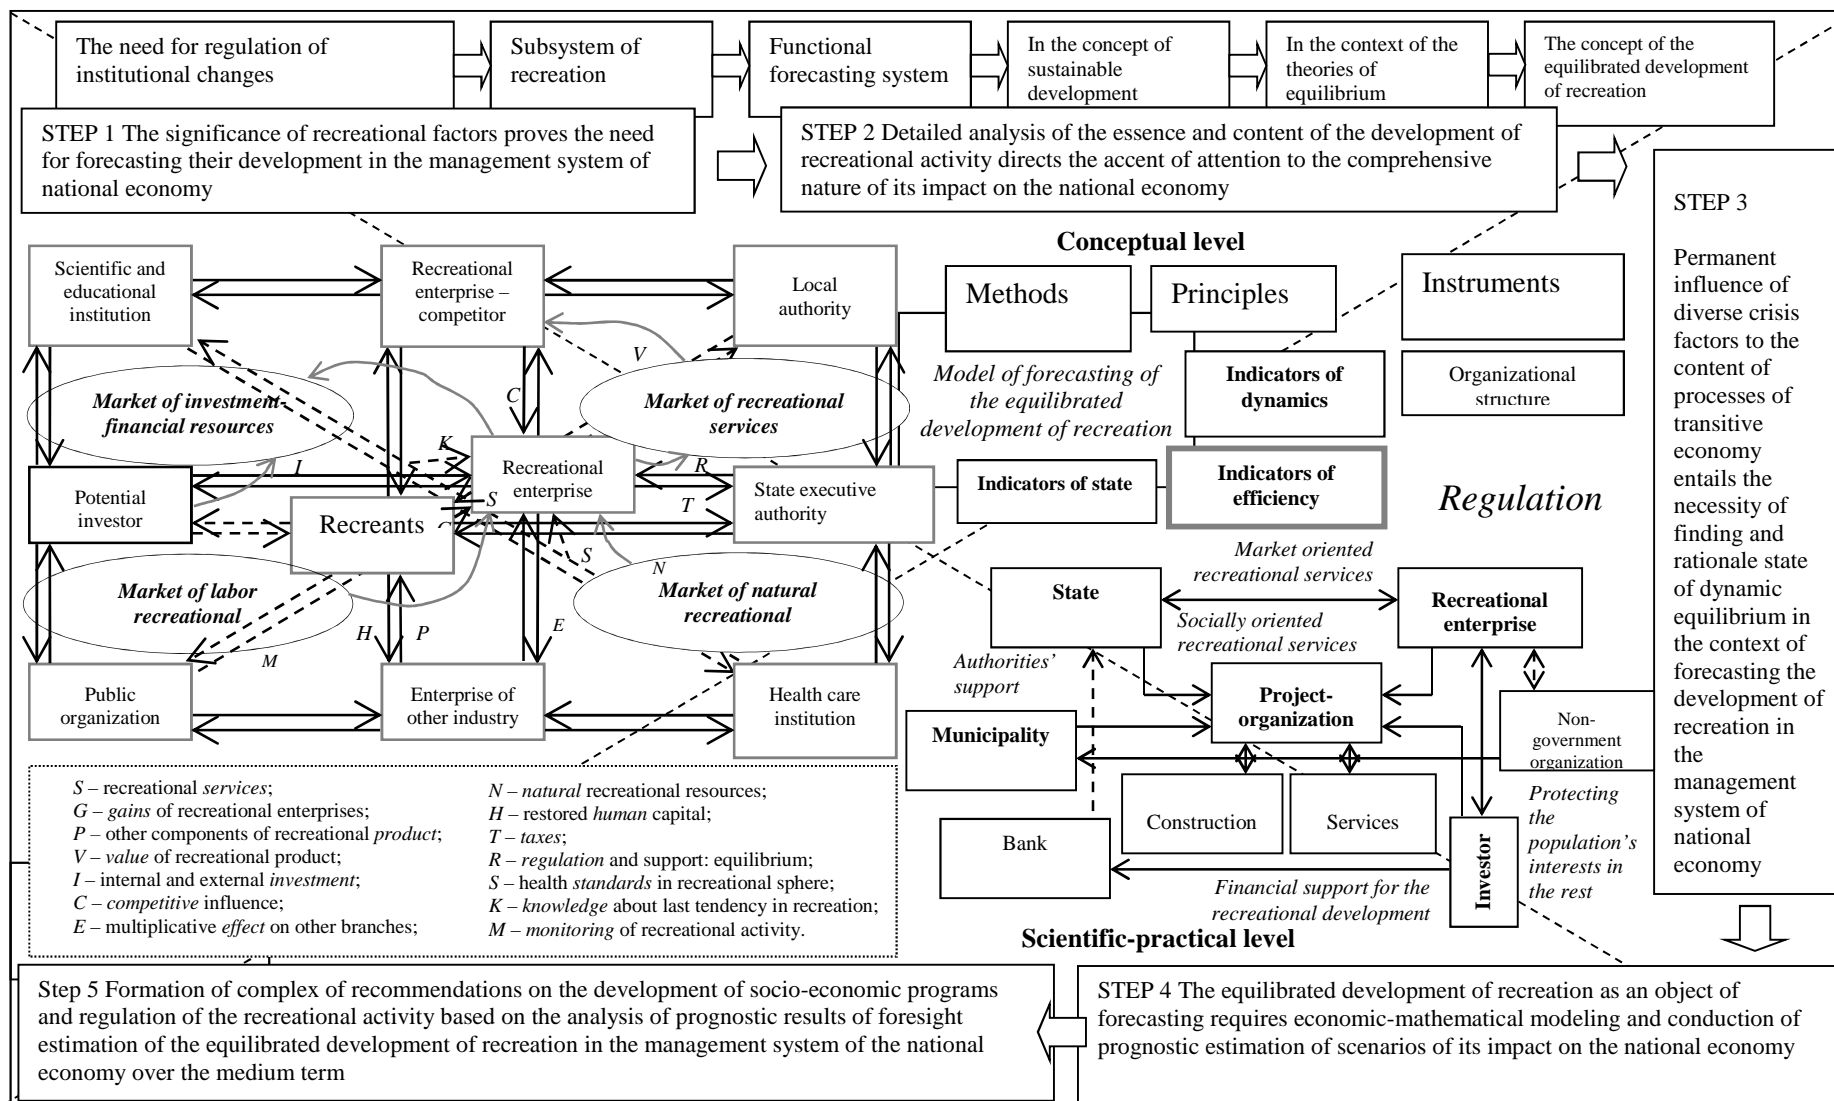 The need for regulation of
institutional changes
Subsystem of
recreation
Functional
forecasting system
In the concept of
sustainable
development
In the context of the
theories of
equilibrium
The concept of the
equilibrated development
of recreation
STEP 1 The significance of recreational factors proves the need
for forecasting their development in the management system of
national economy
STEP 2 Detailed analysis of the essence and content of the development of
recreational activity directs the accent of attention to the comprehensive
nature of its impact on the national economy
STEP 3
Permanent
influence of
diverse crisis
factors to the
content of
processes of
transitive
economy
entails the
necessity of
finding and
rationale state
of dynamic
equilibrium in
the context of
forecasting the
development of
recreation in
the
management
system of
national
economy
Conceptual level
Scientific and
educational
institution
Recreational
enterprise –
competitor
Local
authority
Methods
Principles
Instruments
V
Market of investment-
financial resources
C
Market of recreational
services
Model of forecasting of
the equilibrated
development of recreation
Indicators of
dynamics
Organizational
structure
K
I
Recreational
enterprise
R
Potential
investor
S
T
State executive
authority
Indicators of state
Indicators of
efficiency
Regulation
Recreants
G
S
N
Market of labor
recreational
Market of natural
recreational
H
P
E
M
Public
organization
Enterprise of
other industry
Health care
institution
Market oriented
recreational services
State
Recreational
enterprise
Socially oriented
recreational services
Authorities’
support
Project-
organization
Municipality
Non-
government
organization
Construction
Services
Bank
Investor
Protecting
the
population’s
interests in
the rest
Financial support for the
recreational development
S – recreational services;
G – gains of recreational enterprises;
P – other components of recreational product;
V – value of recreational product;
I – internal and external investment;
C – competitive influence;
E – multiplicative effect on other branches;
N – natural recreational resources;
H – restored human capital;
T – taxes;
R – regulation and support: equilibrium;
S – health standards in recreational sphere;
K – knowledge about last tendency in recreation;
M – monitoring of recreational activity.
Scientific-practical level
Step 5 Formation of complex of recommendations on the development of socio-economic programs
and regulation of the recreational activity based on the analysis of prognostic results of foresight
estimation of the equilibrated development of recreation in the management system of the national
economy over the medium term
STEP 4 The equilibrated development of recreation as an object of
forecasting requires economic-mathematical modeling and conduction of
prognostic estimation of scenarios of its impact on the national economy